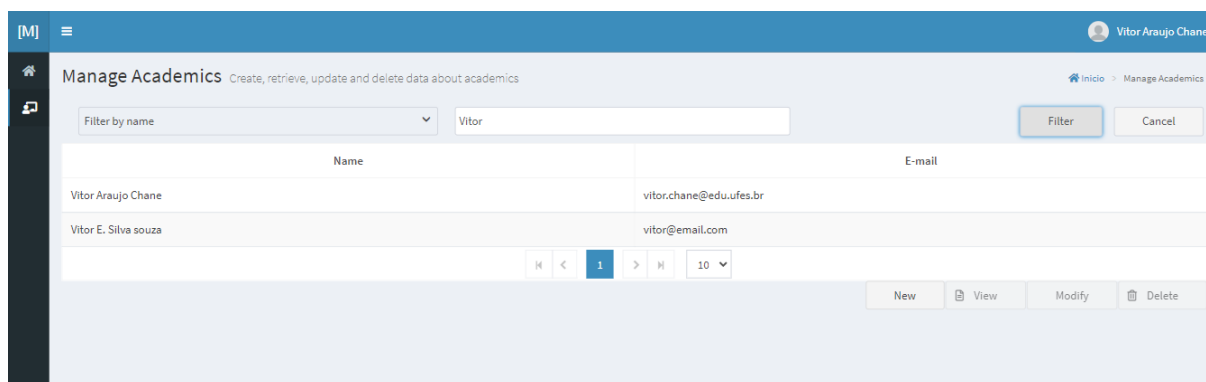 [M] Vitor Araujo Chane
Manage Academics Create, retrieve, update and delete data about academics Inicio > Manage Academics
Filter by name Vitor Filter Cancel
Name E-mail
Vitor Araujo Chane vitor.chane@edu.ufes.br
Vitor E. Silva souza vitor@email.com
1 10
New View Modify Delete